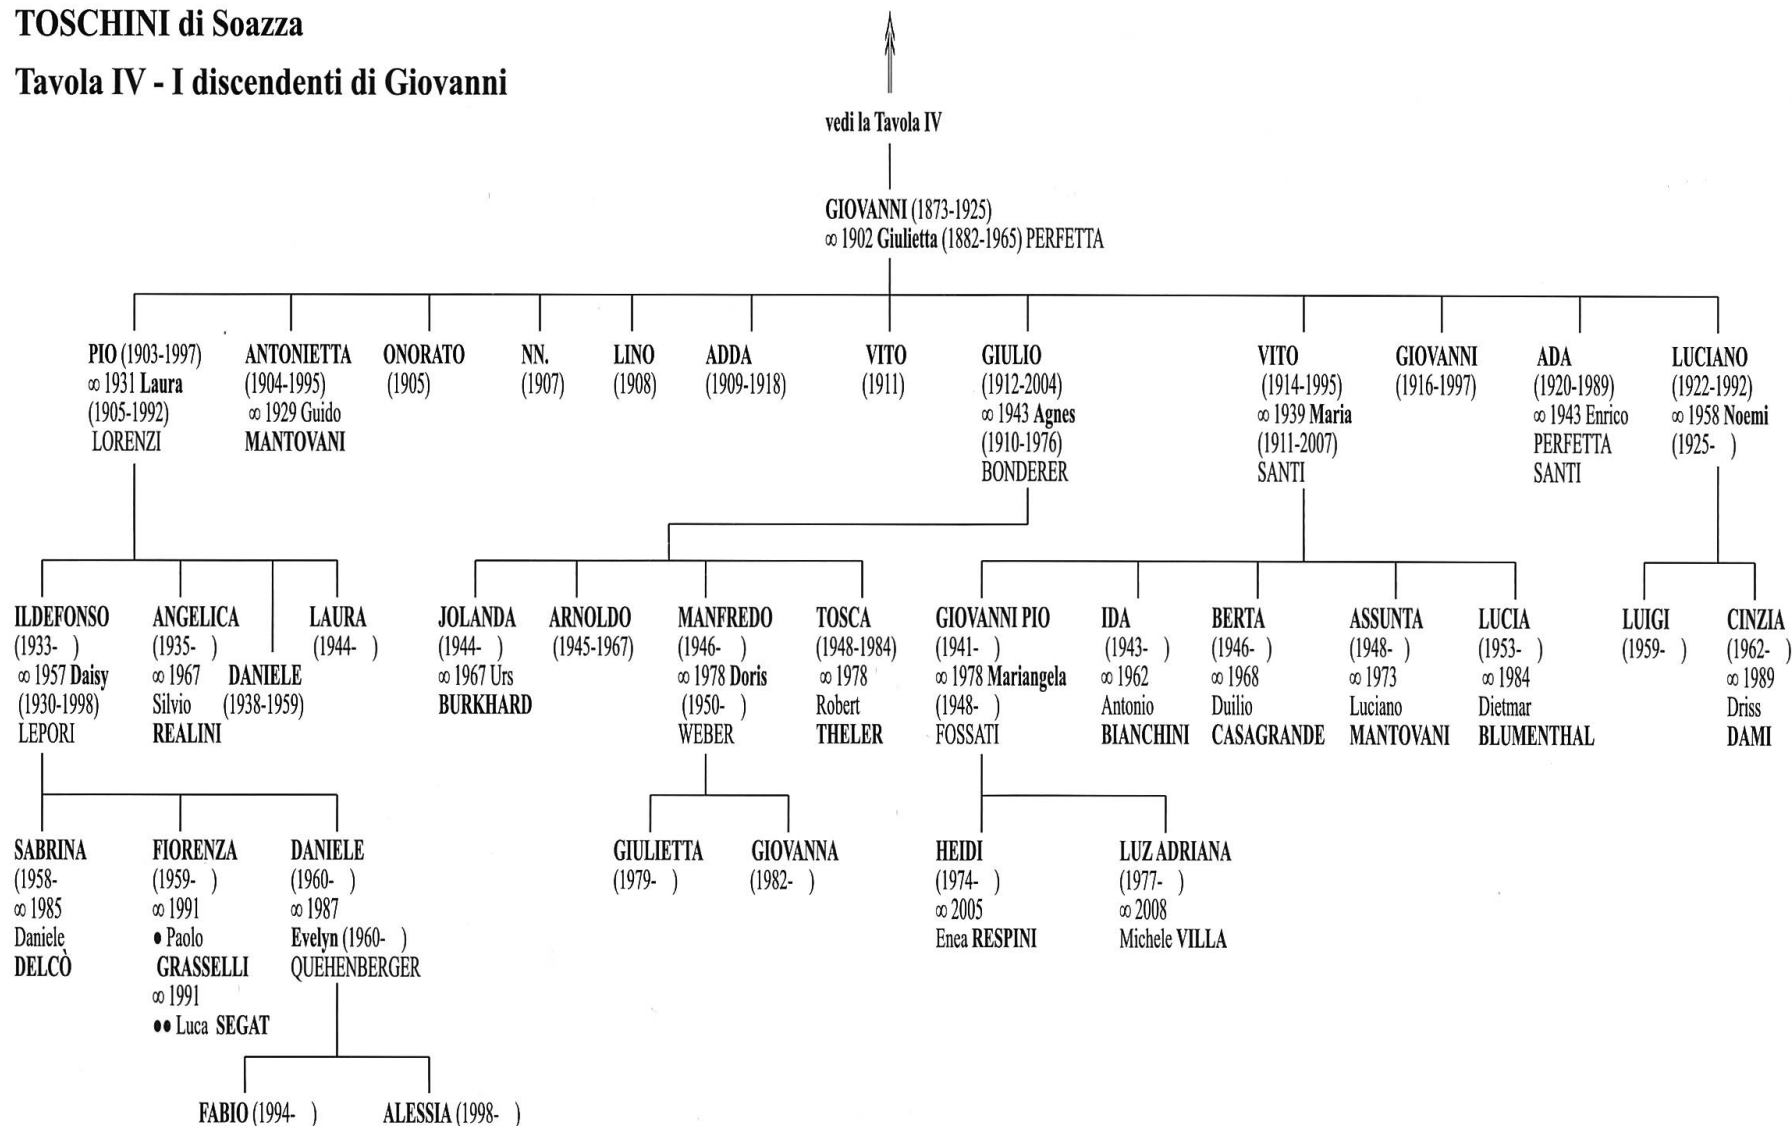 TOSCHINI di Soazza
Tavola IV - I discendenti di Giovanni
vedi la Tavola IV
GIOVANNI (1873-1925)
∞ 1902 Giulietta (1882-1965) PERFETTA
PIO (1903-1997)
∞ 1931 Laura
(1905-1992)
LORENZI
ANTONIETTA
(1904-1995)
∞ 1929 Guido
MANTOVANI
ONORATO
(1905)
NN.
(1907)
LINO
(1908)
ADDA
(1909-1918)
VITO
(1911)
GIULIO
(1912-2004)
∞ 1943 Agnes
(1910-1976)
BONDERER
VITO
(1914-1995)
∞ 1939 Maria
(1911-2007)
SANTI
GIOVANNI
(1916-1997)
ADA
(1920-1989)
∞ 1943 Enrico
PERFETTA
SANTI
LUCIANO
(1922-1992)
∞ 1958 Noemi
(1925- )
ILDEFONSO
(1933- )
∞ 1957 Daisy
(1930-1998)
LEPORI
ANGELICA
(1935- )
∞ 1967
Silvio
REALINI
DANIELE
(1938-1959)
LAURA
(1944- )
JOLANDA
(1944- )
∞ 1967 Urs
BURKHARD
ARNOLDO
(1945-1967)
MANFREDO
(1946- )
∞ 1978 Doris
(1950- )
WEBER
TOSCA
(1948-1984)
∞ 1978
Robert
THELER
GIOVANNI PIO
(1941- )
∞ 1978 Mariangela
(1948- )
FOSSATI
IDA
(1943- )
∞ 1962
Antonio
BIANCHINI
BERTA
(1946- )
∞ 1968
Duilio
CASAGRANDE
ASSUNTA
(1948- )
∞ 1973
Luciano
MANTOVANI
LUCIA
(1953- )
∞ 1984
Dietmar
BLUMENTHAL
LUIGI
(1959- )
CINZIA
(1962- )
∞ 1989
Driss
DAMI
SABRINA
(1958-
∞ 1985
Daniele
DELCÒ
FIORENZA
(1959- )
∞ 1991
• Paolo
GRASSELLI
∞ 1991
•• Luca SEGAT
DANIELE
(1960- )
∞ 1987
Evelyn (1960- )
QUEHENBERGER
GIULIETTA
(1979- )
GIOVANNA
(1982- )
HEIDI
(1974- )
∞ 2005
Enea RESPINI
LUZ ADRIANA
(1977- )
∞ 2008
Michele VILLA
FABIO (1994- )
ALESSIA (1998- )